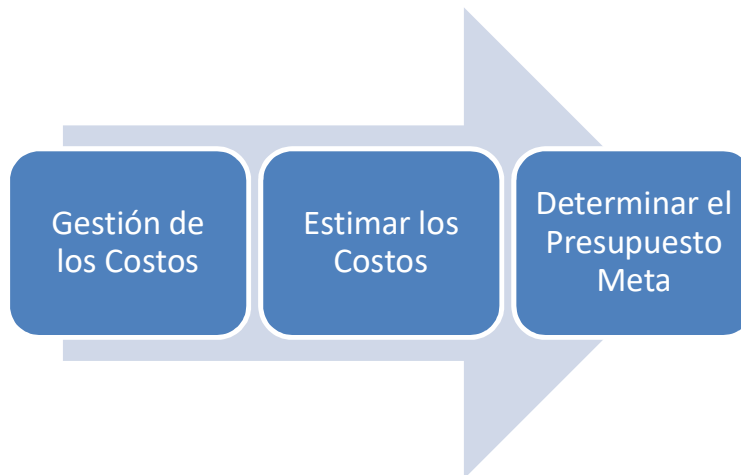 Gestión de
los Costos
Estimar los
Costos
Determinar el
Presupuesto
Meta